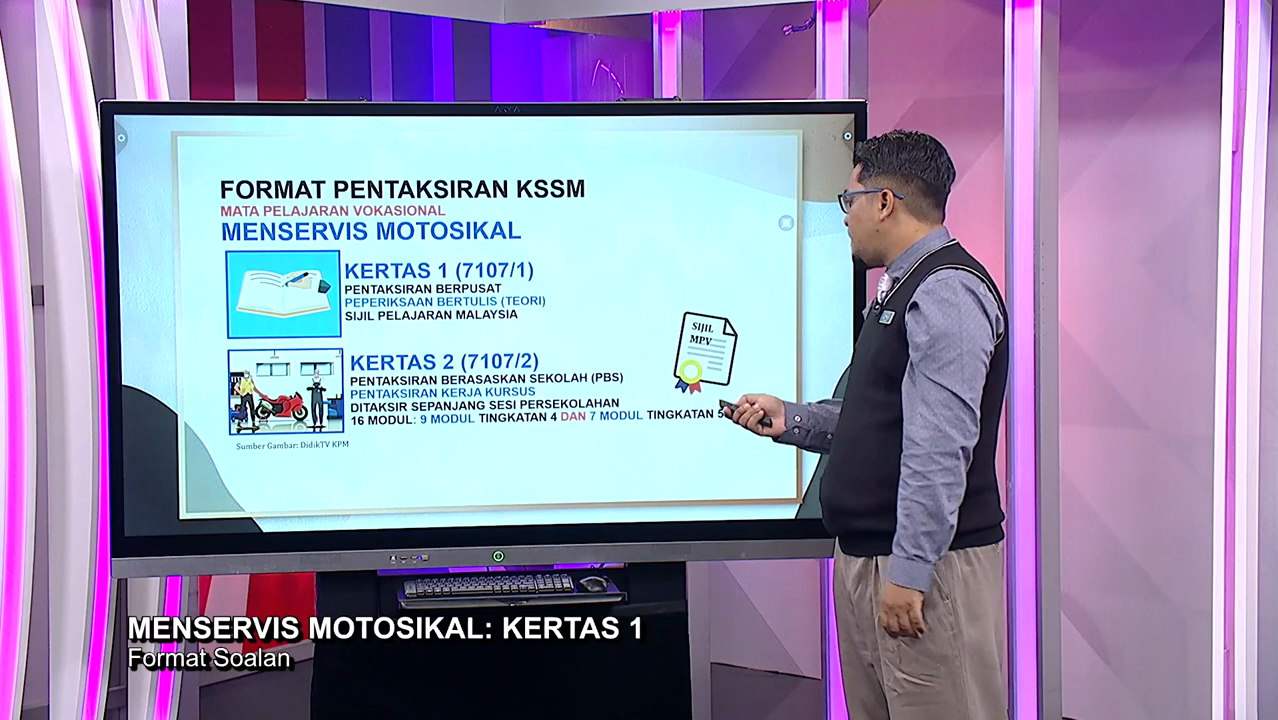 FORMAT PENTAKSIRAN KSSM
MATA PELAJARAN VOKASIONAL
MENSERVIS MOTOSIKAL
KERTAS 1 (7107/1)
PENTAKSIRAN BERPUSAT
PEPERIKSAAN BERTULIS (TEORI)
SIJIL PELAJARAN MALAYSIA
SIJIL
MPV
KERTAS 2 (7107/2)
PENTAKSIRAN BERASASKAN SEKOLAH (PBS)
PENTAKSIRAN KERJA KURSUS
DITAKSIR SEPANJANG SESI PERSEKOLAHAN
16 MODUL: 9 MODUL TINGKATAN 4 DAN 7 MODUL TINGKATAN 5
Sumber Gambar: DidikTV KPM
MENSERVIS MOTOSIKAL: KERTAS 1
Format Soalan